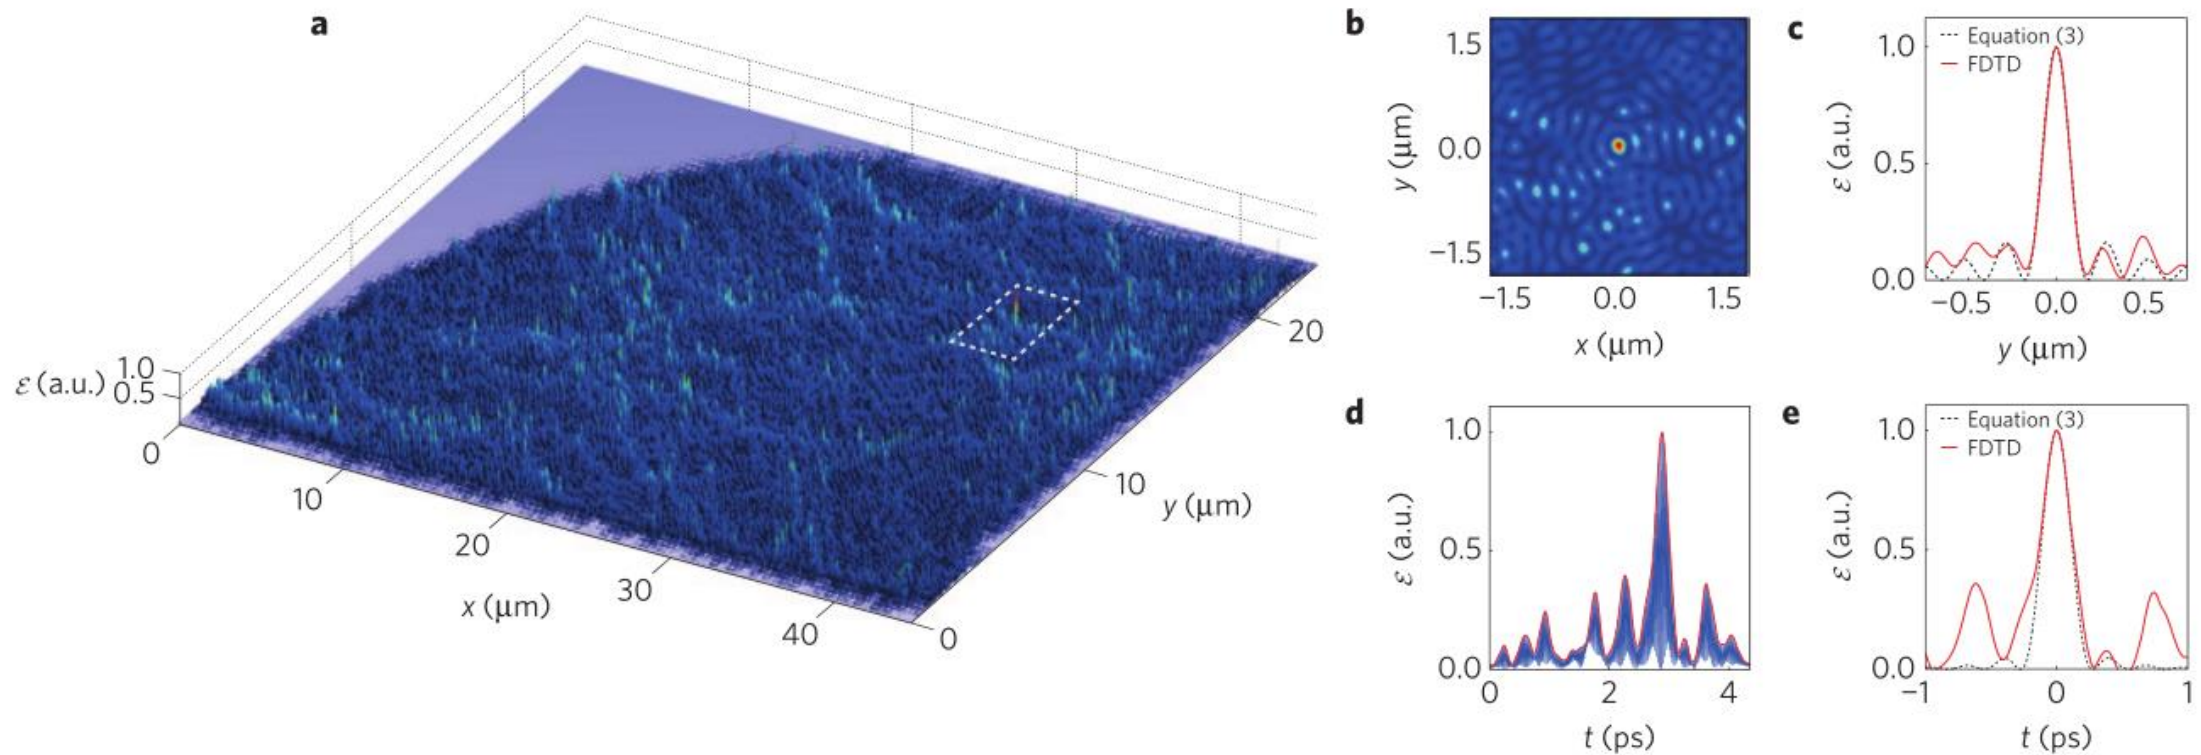 a
ℰ (a.u.)
1.0
0.5
0
10
20
30
40
x (μm)
0
10
20
y (μm)
b
1.5
0.0
−1.5
y (μm)
−1.5 0.0 1.5
x (μm)
c
Equation (3)
FDTD
1.0
0.5
0.0
ℰ (a.u.)
−0.5 0.0 0.5
y (μm)
d
1.0
0.5
0.0
ℰ (a.u.)
0 2 4
t (ps)
e
Equation (3)
FDTD
1.0
0.5
0.0
ℰ (a.u.)
−1 0 1
t (ps)